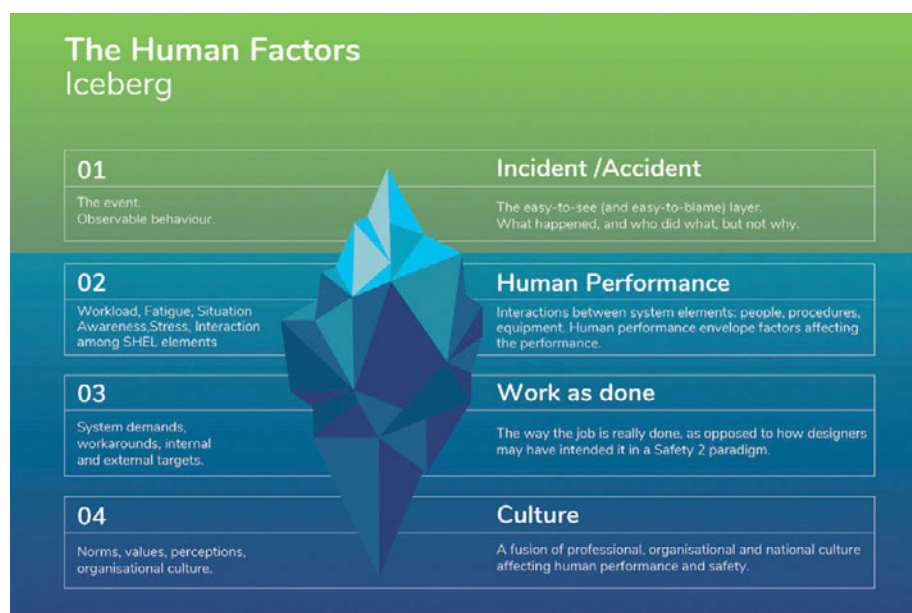 The Human Factors
Iceberg
01
Incident /Accident
The event.
Observable behaviour.
The easy-to-see (and easy-to-blame) layer.
What happened, and who did what, but not why.
02
Human Performance
Workload, Fatigue, Situation
Awareness,Stress, Interaction
among SHEL elements
Interactions between system elements: people, procedures,
equipment. Human performance envelope factors affecting
the performance.
03
Work as done
System demands,
workarounds, internal
and external targets.
The way the job is really done, as opposed to how designers
may have intended it in a Safety 2 paradigm.
04
Culture
Norms, values, perceptions,
organisational culture.
A fusion of professional, organisational and national culture
affecting human performance and safety.